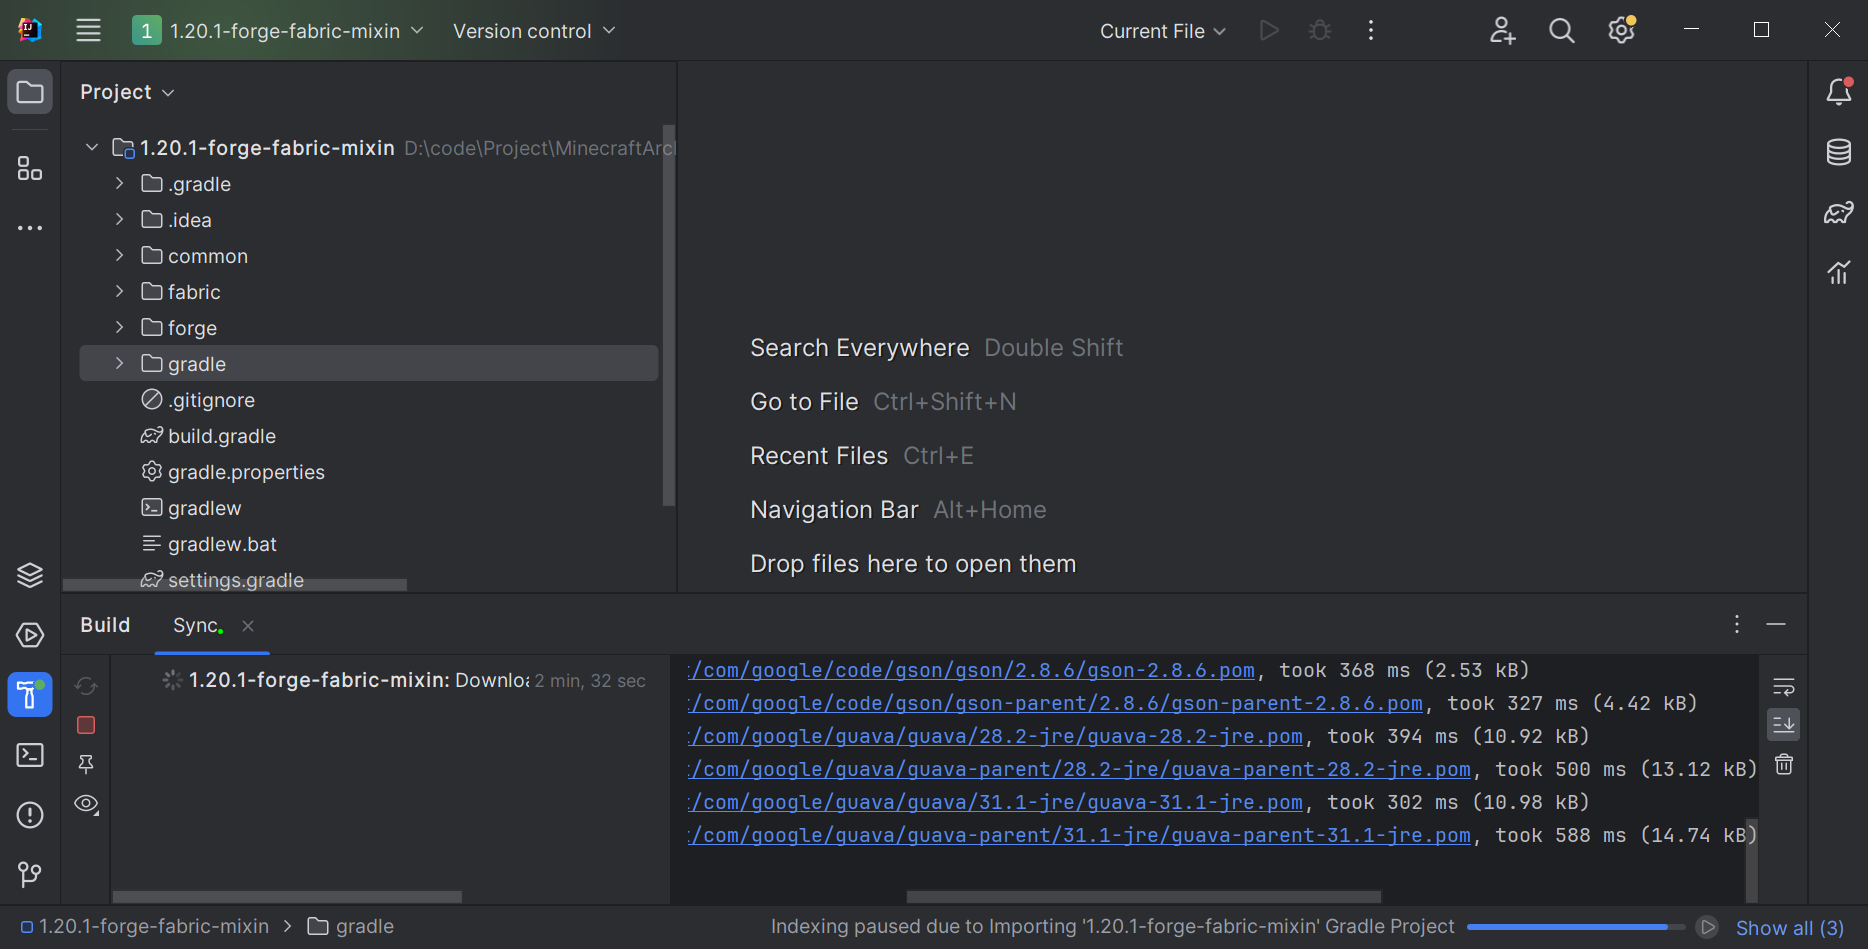 1 1.20.1-forge-fabric-mixin Version control Current File
Project
1.20.1-forge-fabric-mixin D:\code\Project\MinecraftArc
.gradle
.idea
common
fabric
forge
gradle
.gitignore
build.gradle
gradle.properties
gradlew
gradlew.bat
settings.gradle
Search Everywhere Double Shift
Go to File Ctrl+Shift+N
Recent Files Ctrl+E
Navigation Bar Alt+Home
Drop files here to open them
Build Sync
1.20.1-forge-fabric-mixin: Downloa 2 min, 32 sec
:/com/google/code/gson/gson/2.8.6/gson-2.8.6.pom, took 368 ms (2.53 kB)
:/com/google/code/gson/gson-parent/2.8.6/gson-parent-2.8.6.pom, took 327 ms (4.42 kB)
:/com/google/guava/guava/28.2-jre/guava-28.2-jre.pom, took 394 ms (10.92 kB)
:/com/google/guava/guava-parent/28.2-jre/guava-parent-28.2-jre.pom, took 500 ms (13.12 kB)
:/com/google/guava/guava/31.1-jre/guava-31.1-jre.pom, took 302 ms (10.98 kB)
:/com/google/guava/guava-parent/31.1-jre/guava-parent-31.1-jre.pom, took 588 ms (14.74 kB)
1.20.1-forge-fabric-mixin > gradle
Indexing paused due to Importing '1.20.1-forge-fabric-mixin' Gradle Project Show all (3)